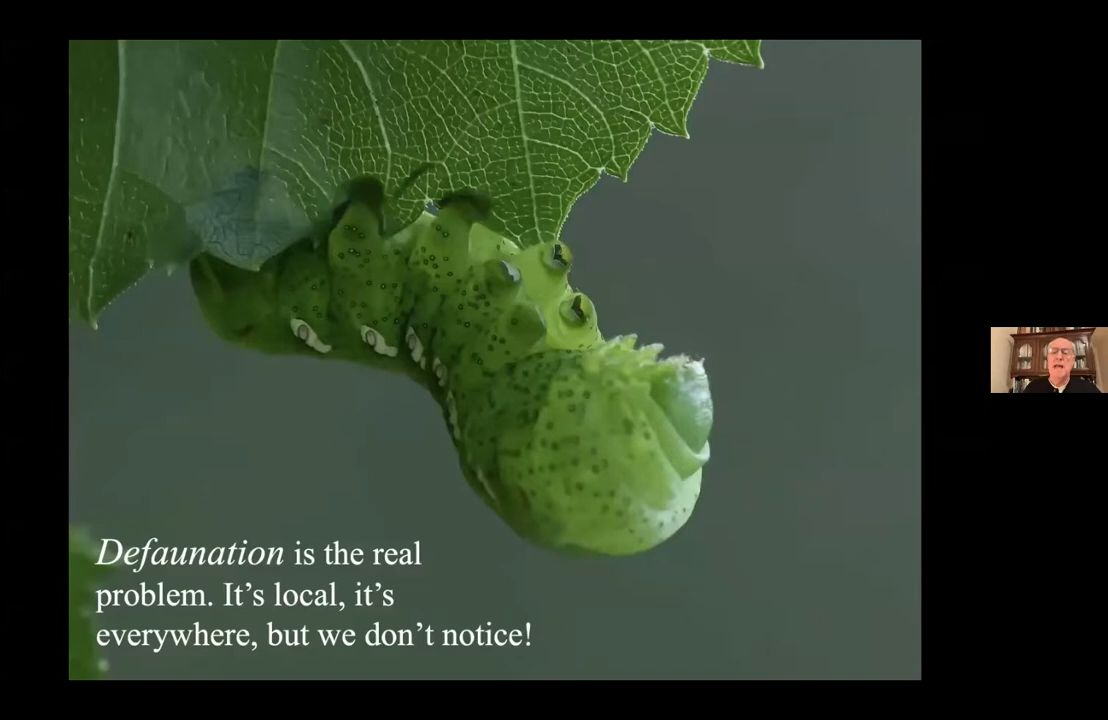 Defaunation is the real
problem. It’s local, it’s
everywhere, but we don’t notice!